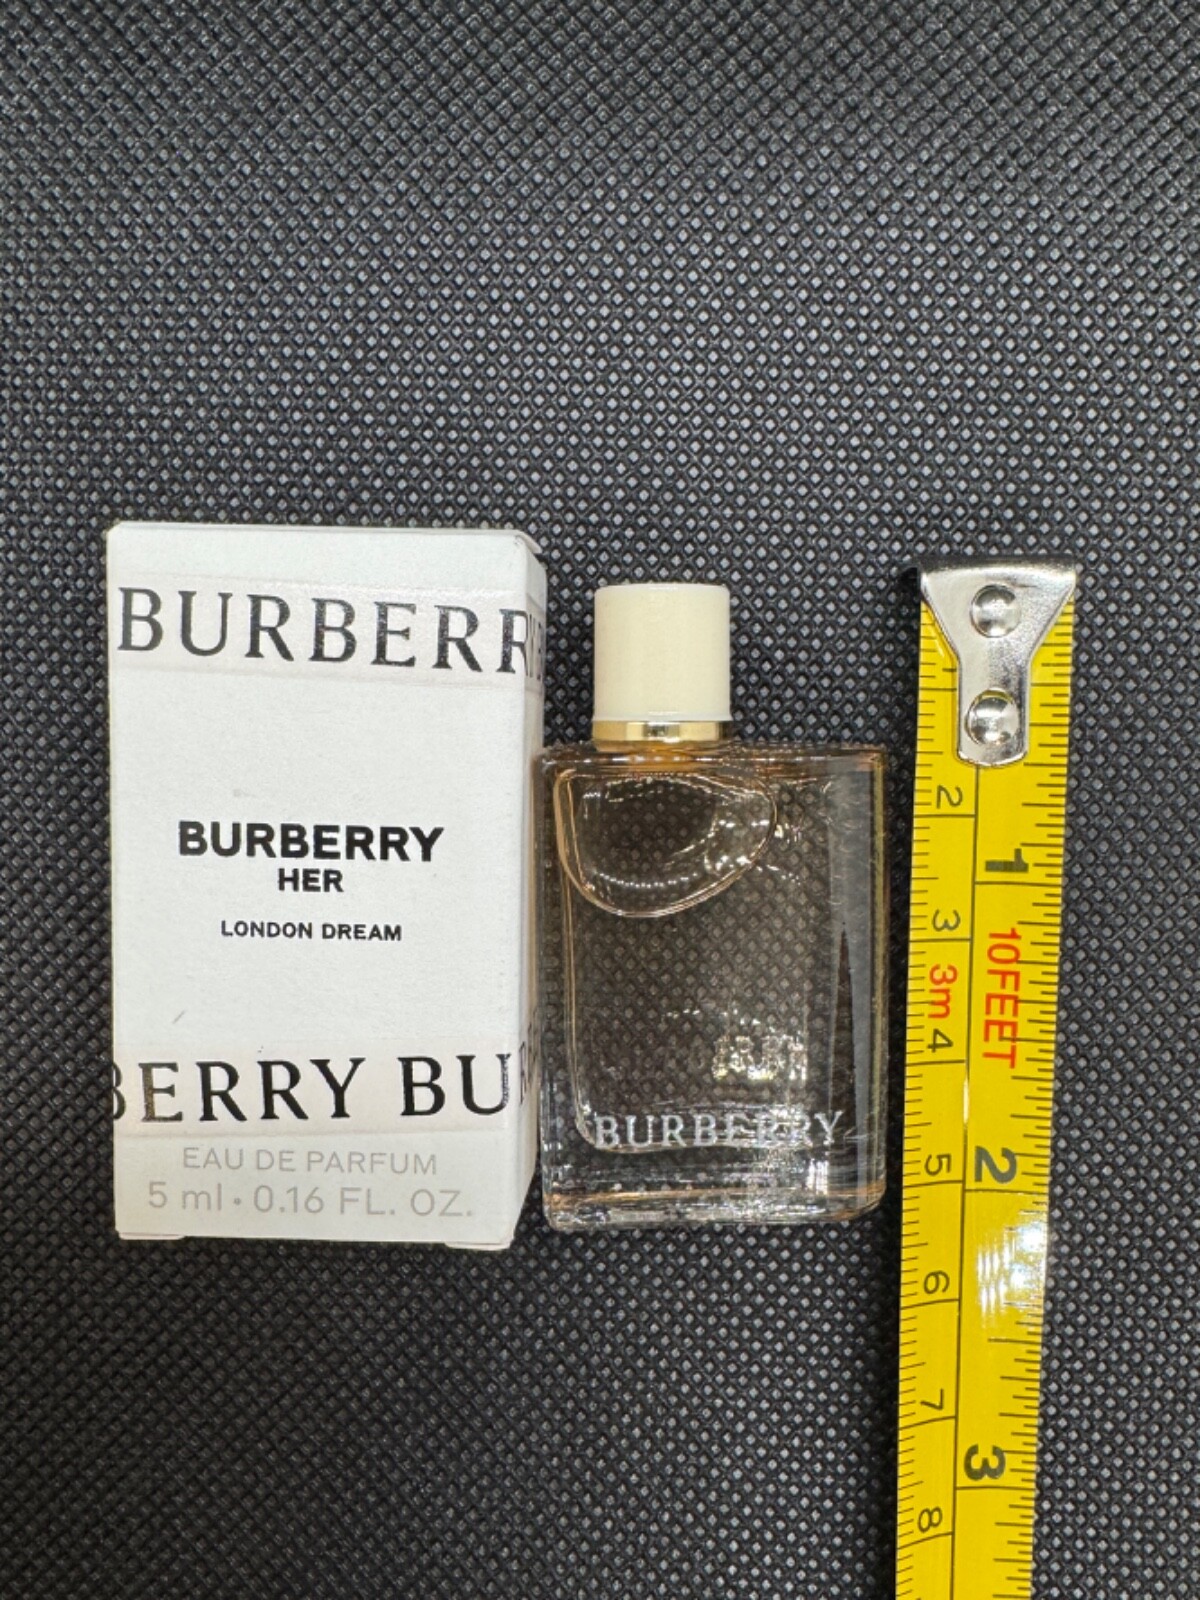 BURBERR
BURBERRY
HER
LONDON DREAM
BERRY BU
EAU DE PARFUM
5 ml • 0.16 FL. OZ.
BURBERRY
2
1
3
10FEET
3m
4
5
2
6
7
3
8